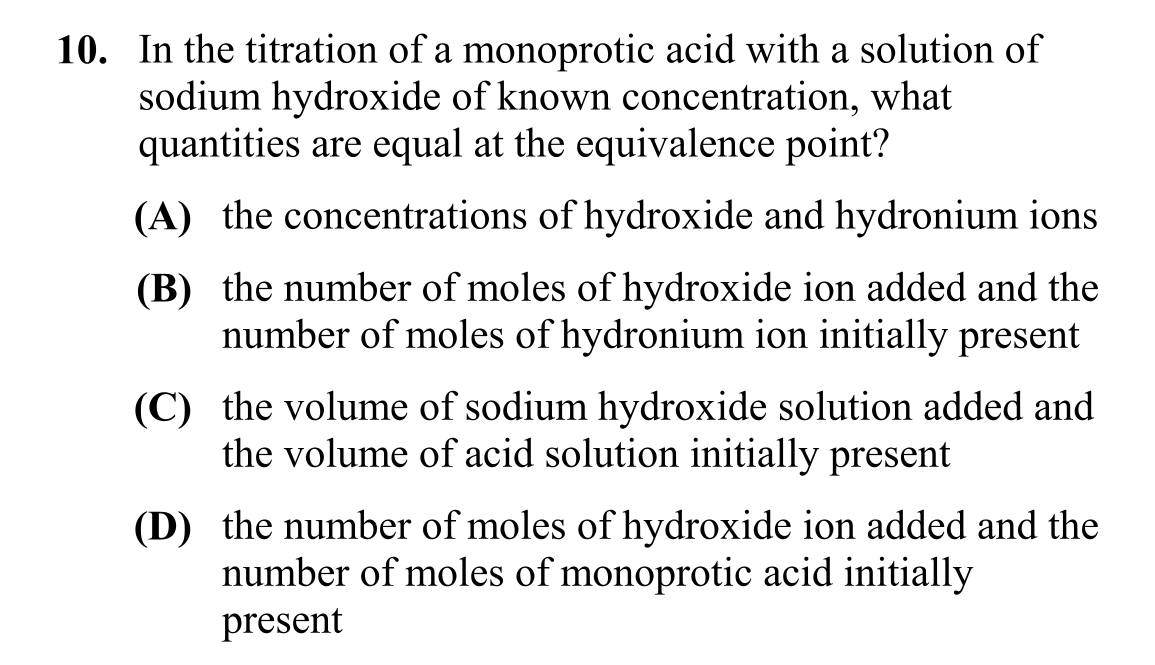 10. In the titration of a monoprotic acid with a solution of
sodium hydroxide of known concentration, what
quantities are equal at the equivalence point?
(A) the concentrations of hydroxide and hydronium ions
(B) the number of moles of hydroxide ion added and the
number of moles of hydronium ion initially present
(C) the volume of sodium hydroxide solution added and
the volume of acid solution initially present
(D) the number of moles of hydroxide ion added and the
number of moles of monoprotic acid initially
present